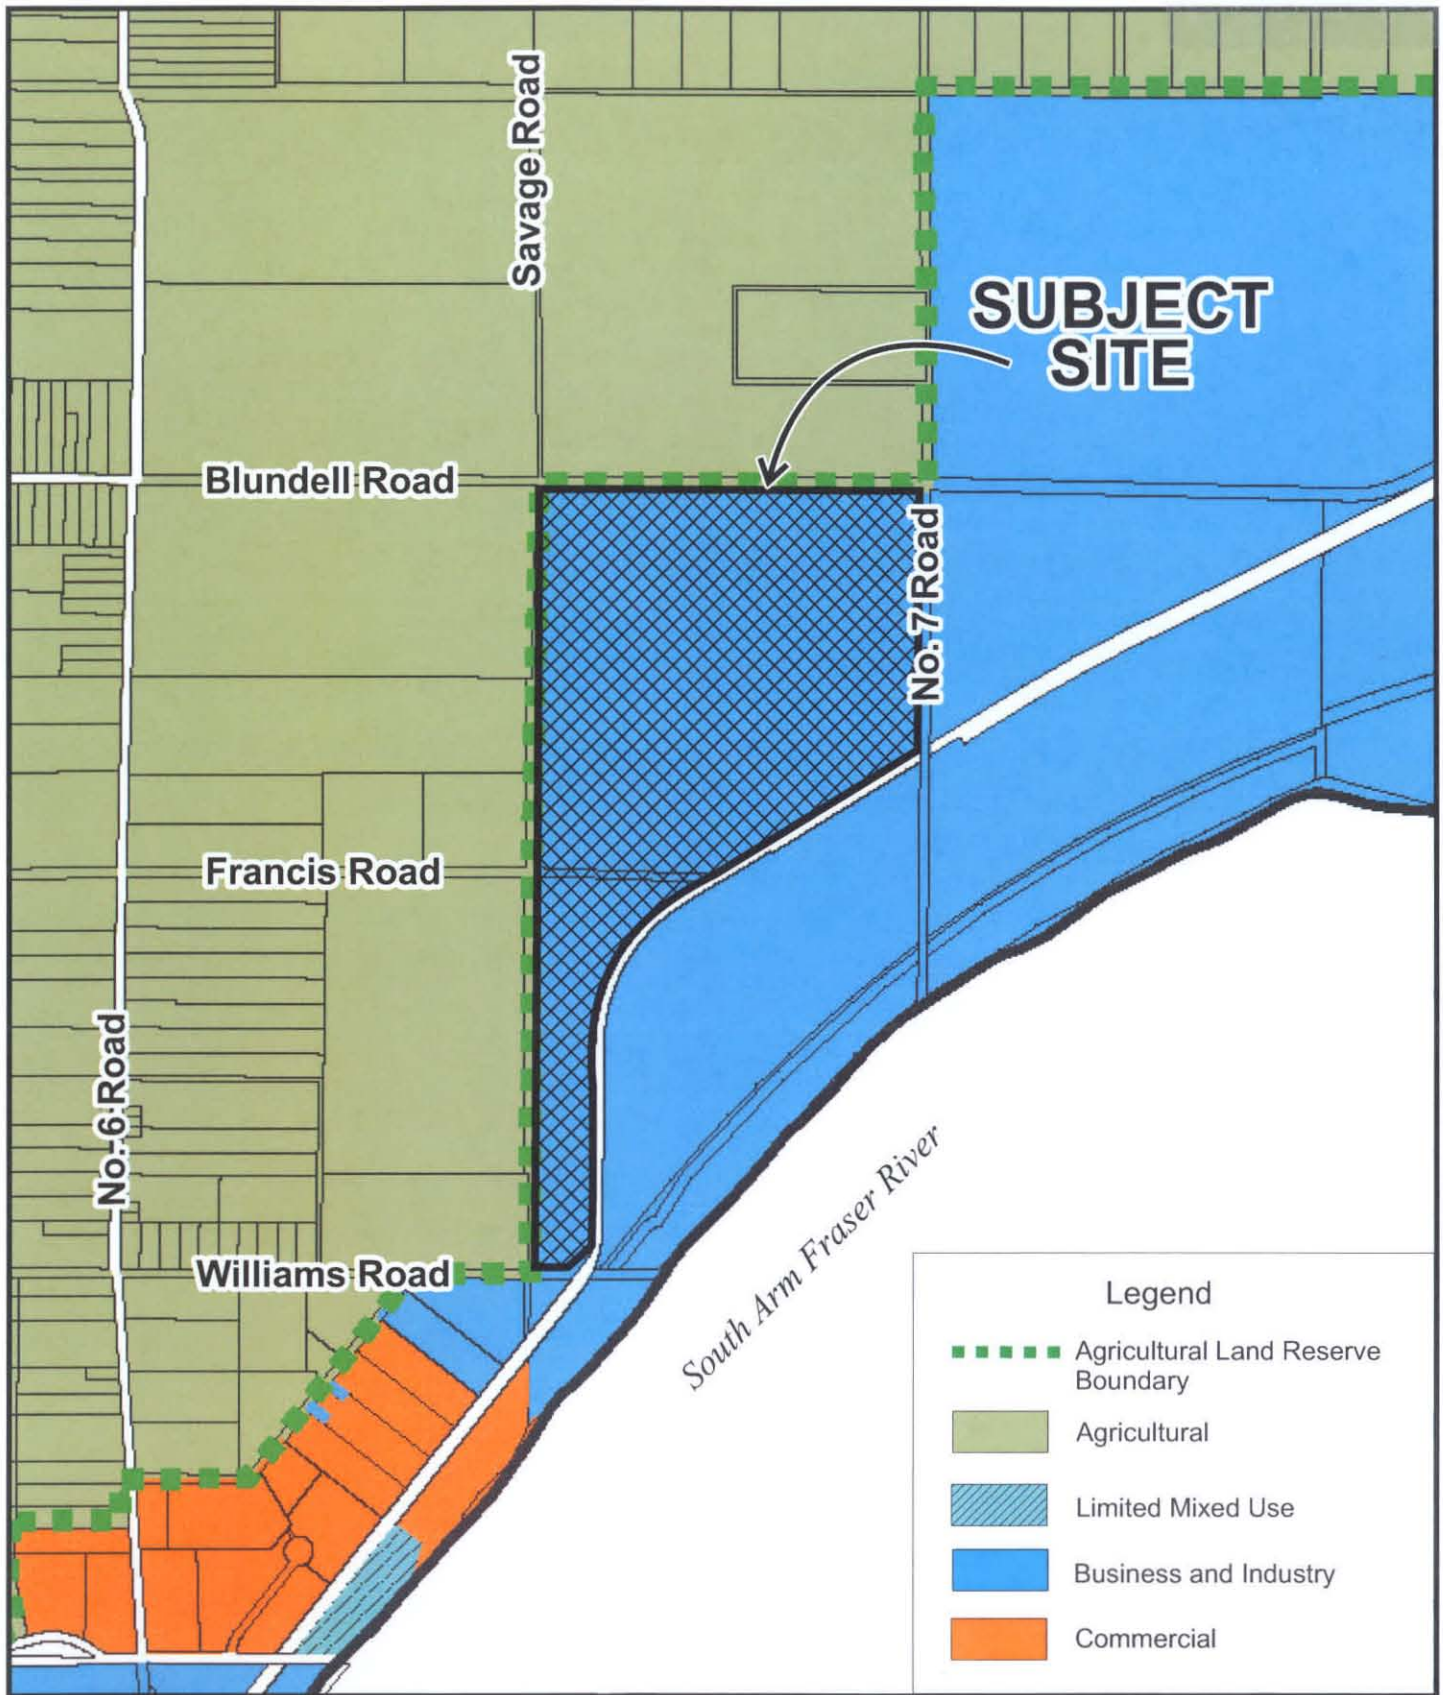 Savage Road
SUBJECT
SITE
Blundell Road
No. 7 Road
Francis Road
No. 6 Road
Williams Road
South Arm Fraser River
Legend
Agricultural Land Reserve
Boundary
Agricultural
Limited Mixed Use
Business and Industry
Commercial